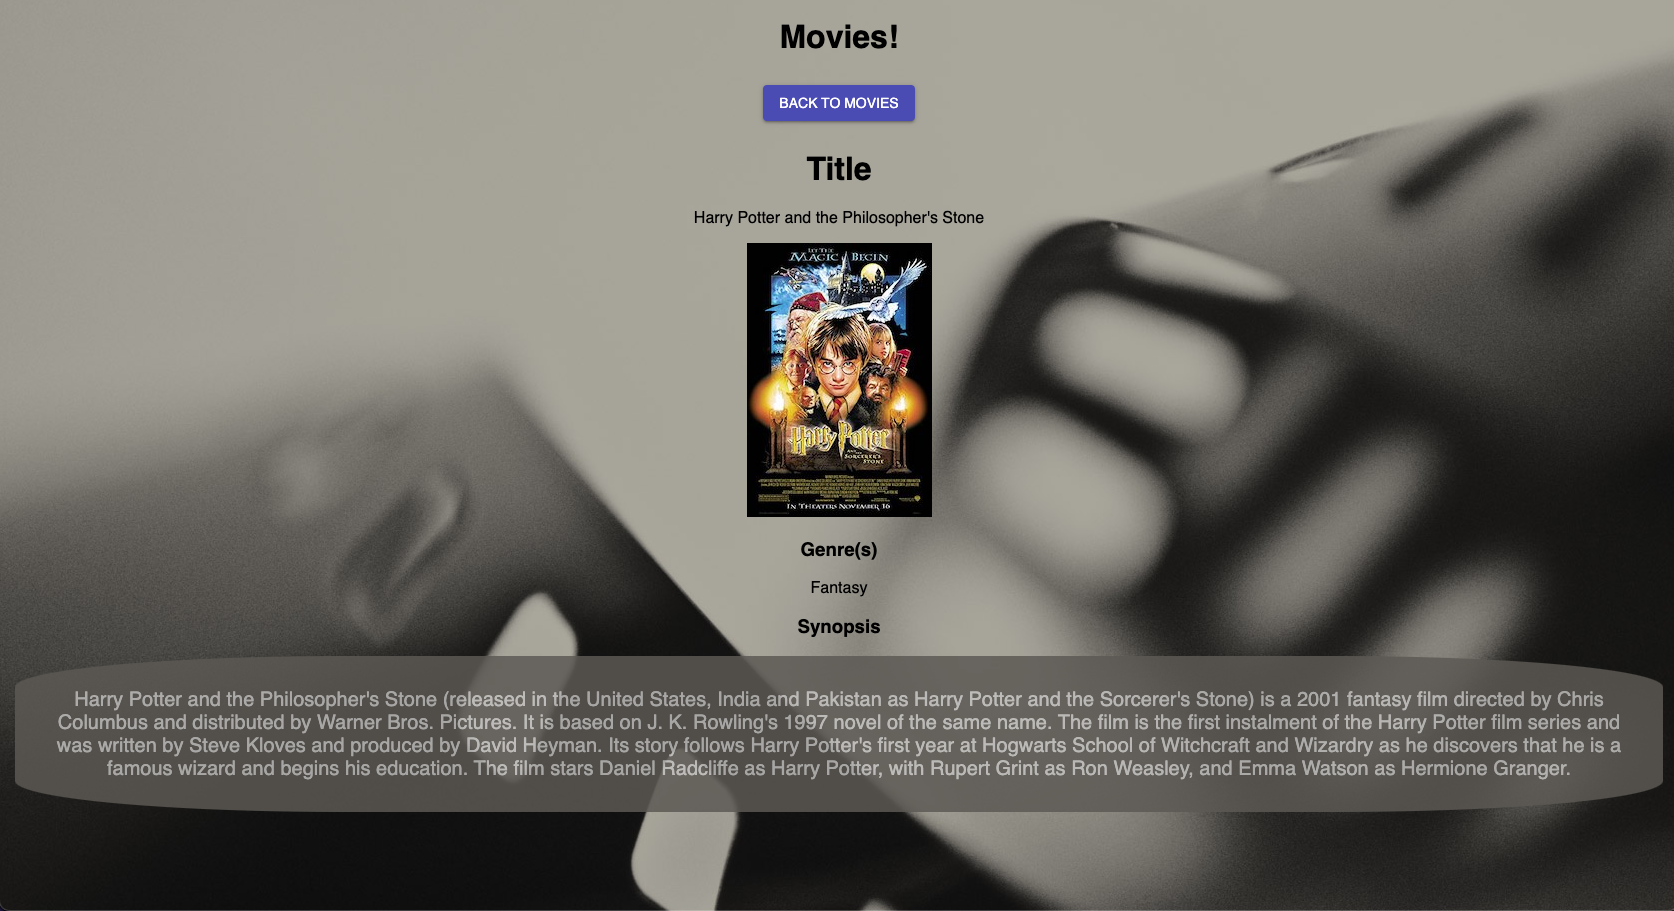 Movies!
BACK TO MOVIES
Title
Harry Potter and the Philosopher's Stone
LET THE
MAGIC BEGIN
Harry Potter
AND THE
SORCERER'S
STONE
IN THEATERS NOVEMBER 16
Genre(s)
Fantasy
Synopsis
Harry Potter and the Philosopher's Stone (released in the United States, India and Pakistan as Harry Potter and the Sorcerer's Stone) is a 2001 fantasy film directed by Chris
Columbus and distributed by Warner Bros. Pictures. It is based on J. K. Rowling's 1997 novel of the same name. The film is the first instalment of the Harry Potter film series and
was written by Steve Kloves and produced by David Heyman. Its story follows Harry Potter's first year at Hogwarts School of Witchcraft and Wizardry as he discovers that he is a
famous wizard and begins his education. The film stars Daniel Radcliffe as Harry Potter, with Rupert Grint as Ron Weasley, and Emma Watson as Hermione Granger.